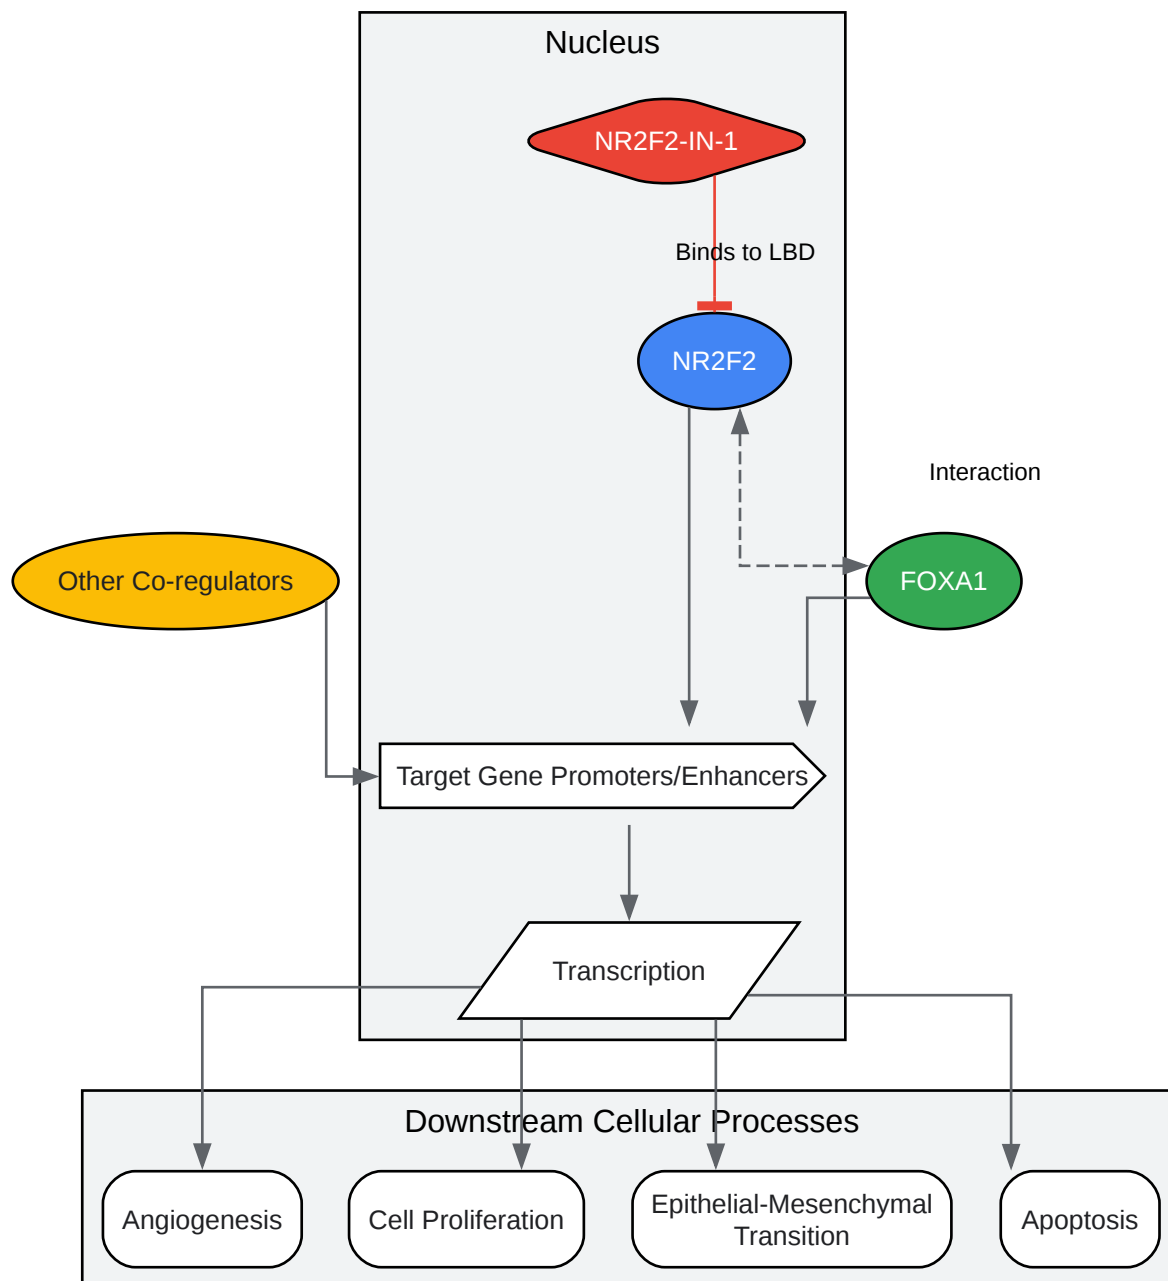 Nucleus
NR2F2-IN-1
Binds to LBD
NR2F2
Interaction
Other Co-regulators
FOXA1
Target Gene Promoters/Enhancers
Transcription
Downstream Cellular Processes
Angiogenesis
Cell Proliferation
Epithelial-Mesenchymal
Transition
Apoptosis